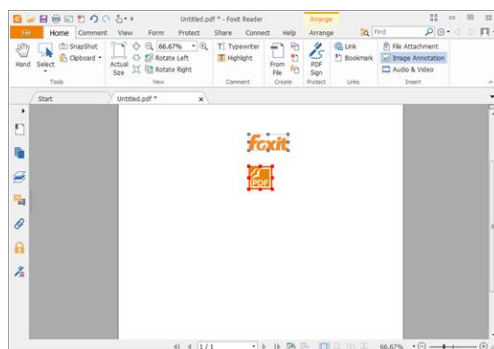 Untitled.pdf * - Foxit Reader
Arrange
File Home Comment View Form Protect Share Connect Help Arrange Find
Hand
Select
SnapShot
Clipboard
Tools
Actual Size
66.67%
Rotate Left
Rotate Right
View
Typewriter
Highlight
Comment
From File
Create
PDF Sign
Protect
Link
Bookmark
Links
File Attachment
Image Annotation
Audio & Video
Insert
Start
Untitled.pdf *
foxit
PDF
1 / 1
66.67%